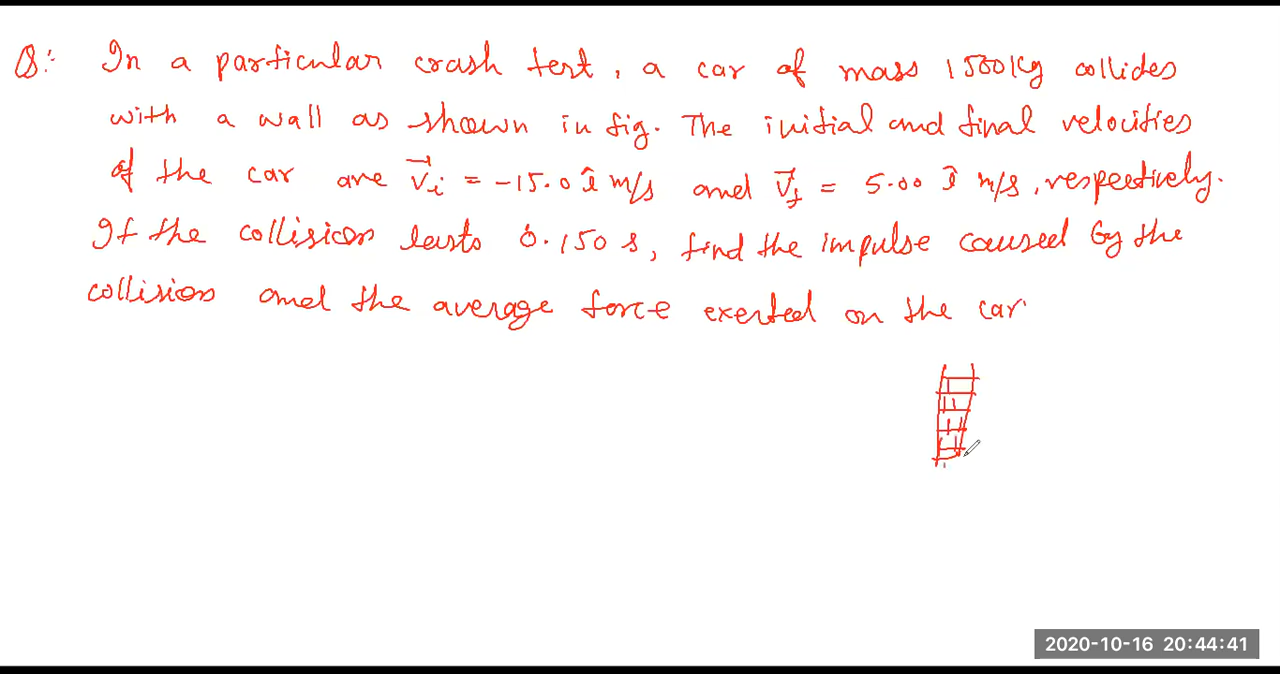 Q:- In a particular crash test, a car of mass 1500 Kg collides
with a wall as shown in fig. The initial and final velocities
of the car are v⃗i = -15.0 î m/s and v⃗f = 5.00 î m/s, respectively.
If the collision lasts 0.150 s, find the impulse caused by the
collision and the average force exerted on the car
2020-10-16 20:44:41